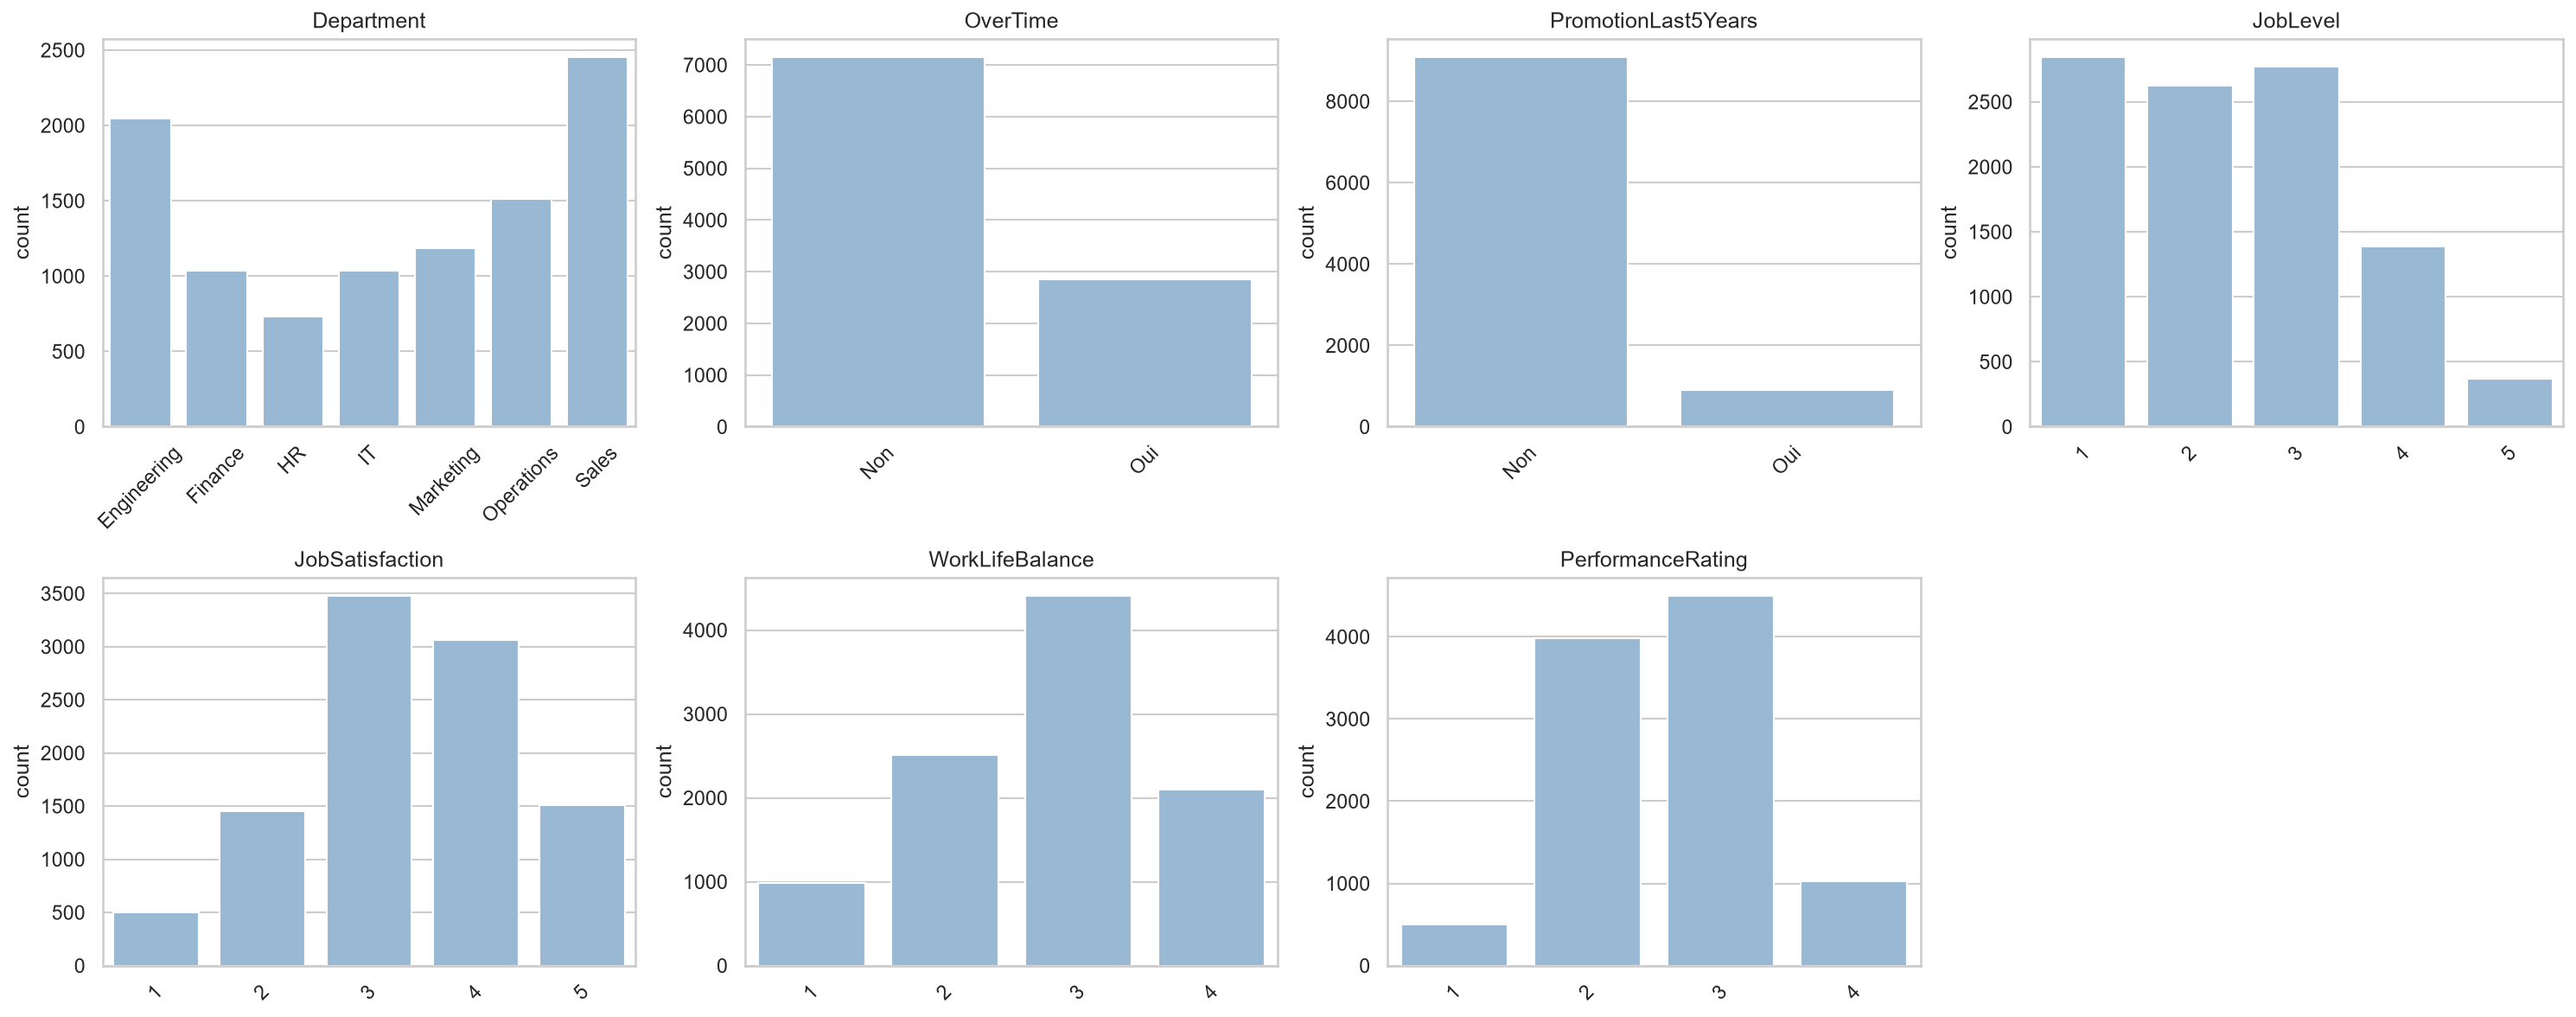 Department
count
2500
2000
1500
1000
500
0
Engineering
Finance
HR
IT
Marketing
Operations
Sales
OverTime
count
7000
6000
5000
4000
3000
2000
1000
0
Non
Oui
PromotionLast5Years
count
8000
6000
4000
2000
0
Non
Oui
JobLevel
count
2500
2000
1500
1000
500
0
1
2
3
4
5
JobSatisfaction
count
3500
3000
2500
2000
1500
1000
500
0
1
2
3
4
5
WorkLifeBalance
count
4000
3000
2000
1000
0
1
2
3
4
PerformanceRating
count
4000
3000
2000
1000
0
1
2
3
4